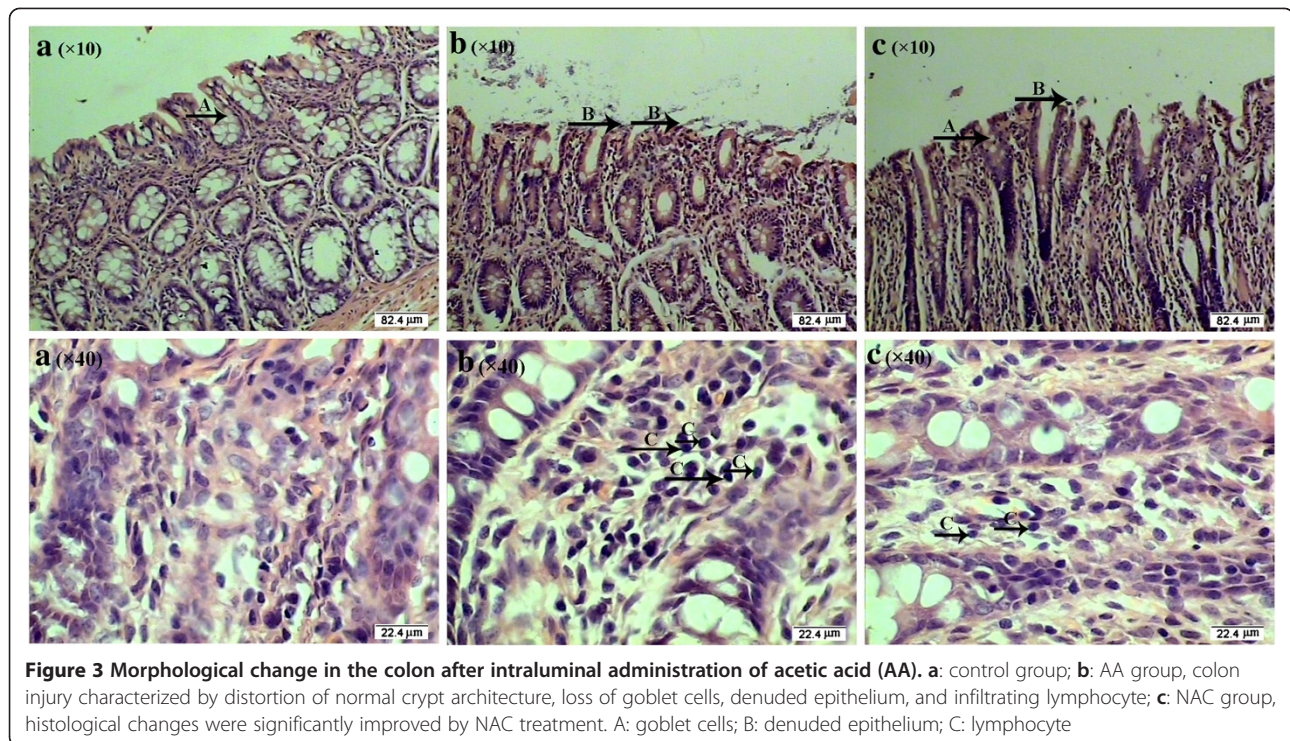 a (×10)
A
82.4 µm
b (×10)
B B
82.4 µm
c (×10)
B
A
82.4 µm
a (×40)
22.4 µm
b (×40)
C
C
C
C
22.4 µm
c (×40)
C
C
22.4 µm
Figure 3 Morphological change in the colon after intraluminal administration of acetic acid (AA). a: control group; b: AA group, colon
injury characterized by distortion of normal crypt architecture, loss of goblet cells, denuded epithelium, and infiltrating lymphocyte; c: NAC group,
histological changes were significantly improved by NAC treatment. A: goblet cells; B: denuded epithelium; C: lymphocyte